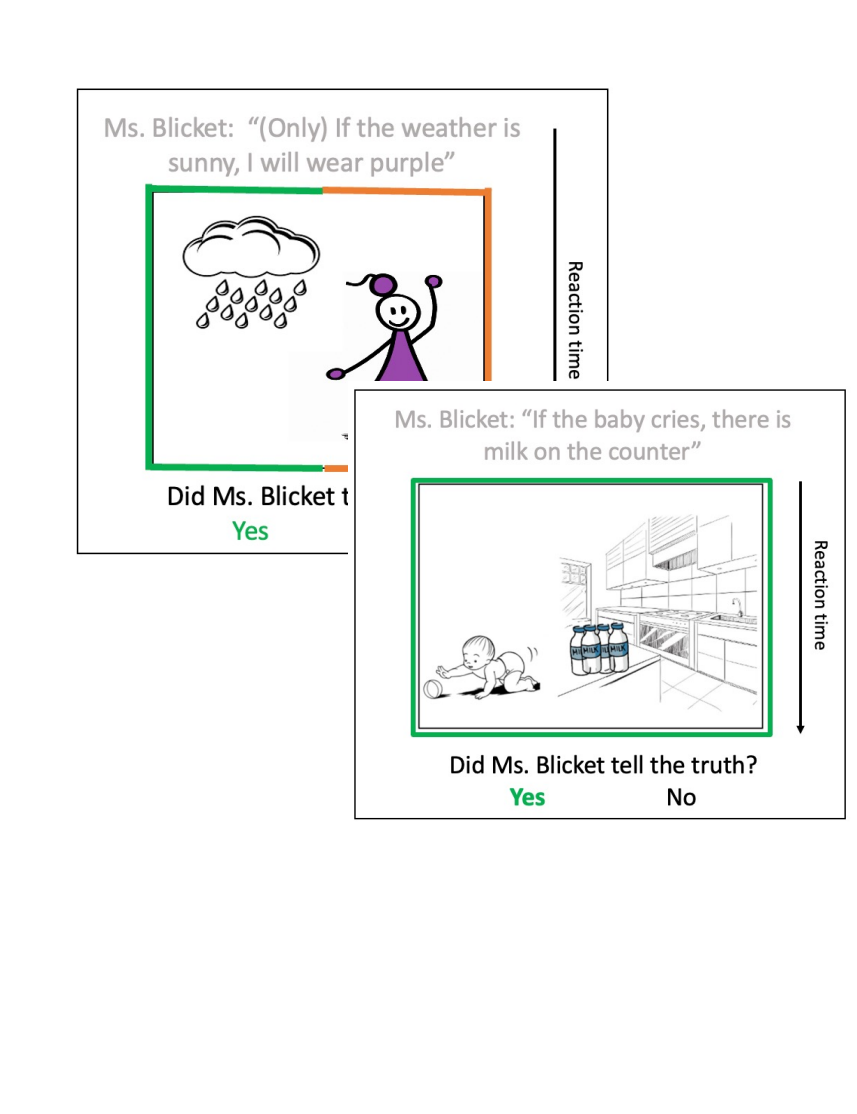 Ms. Blicket:  “(Only) If the weather is
sunny, I will wear purple”
Reaction time
Did Ms. Blicket t
Yes
Ms. Blicket: “If the baby cries, there is
milk on the counter”
MILK
MILK
Reaction time
Did Ms. Blicket tell the truth?
Yes No